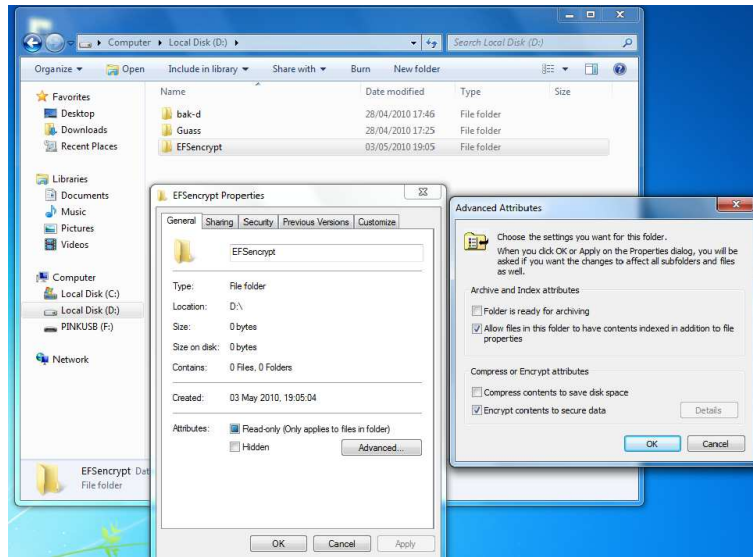 Computer ▸ Local Disk (D:) ▸
Search Local Disk (D:)
Organize Open Include in library Share with Burn New folder
Favorites
Desktop
Downloads
Recent Places
Libraries
Documents
Music
Pictures
Videos
Computer
Local Disk (C:)
Local Disk (D:)
PINKUSB (F:)
Network
Name Date modified Type Size
bak-d 28/04/2010 17:46 File folder
Guass 28/04/2010 17:25 File folder
EFSencrypt 03/05/2010 19:05 File folder
EFSencrypt Dat
File folder
EFSencrypt Properties
General Sharing Security Previous Versions Customize
EFSencrypt
Type: File folder
Location: D:\
Size: 0 bytes
Size on disk: 0 bytes
Contains: 0 Files, 0 Folders
Created: 03 May 2010, 19:05:04
Attributes: Read-only (Only applies to files in folder)
Hidden Advanced...
OK Cancel Apply
Advanced Attributes
Choose the settings you want for this folder.
When you click OK or Apply on the Properties dialog, you will be
asked if you want the changes to affect all subfolders and files
as well.
Archive and Index attributes
Folder is ready for archiving
Allow files in this folder to have contents indexed in addition to file
properties
Compress or Encrypt attributes
Compress contents to save disk space
Encrypt contents to secure data Details
OK Cancel